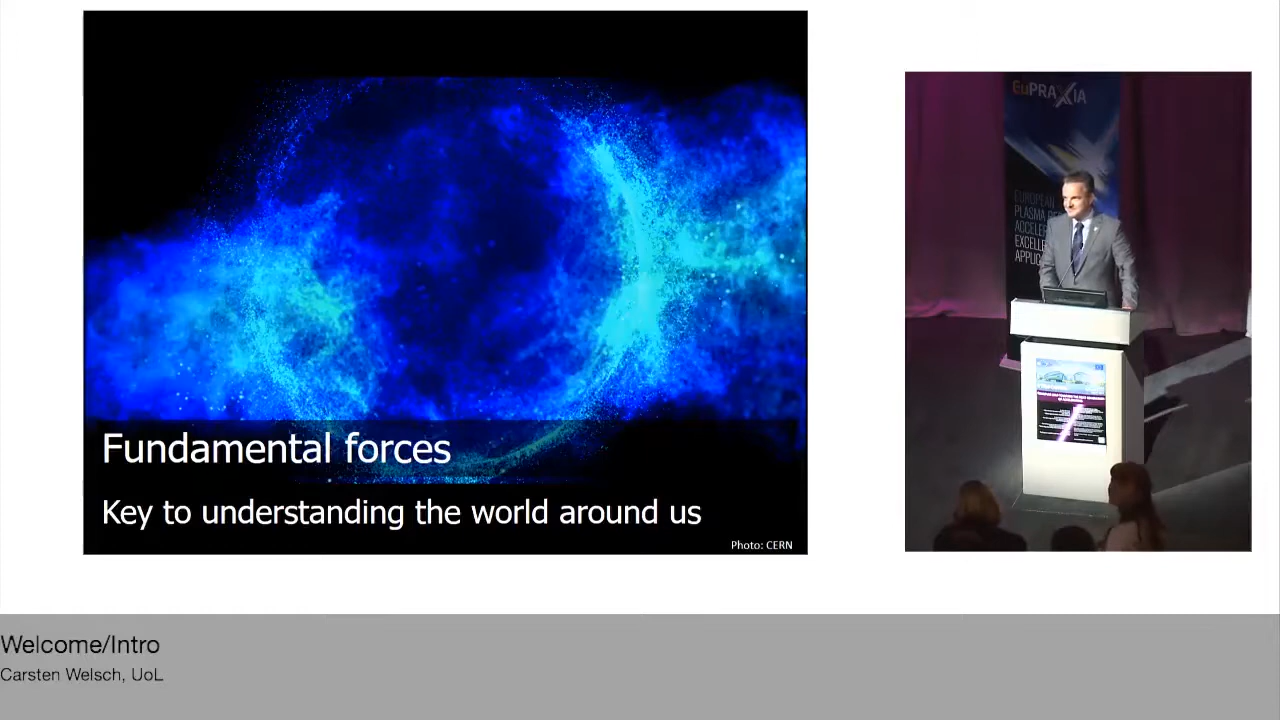 Fundamental forces
Key to understanding the world around us
Photo: CERN
EuPRAXIA
EUROPEAN
PLASMA
EXCELLE
APPLIC
Welcome/Intro
Carsten Welsch, UoL